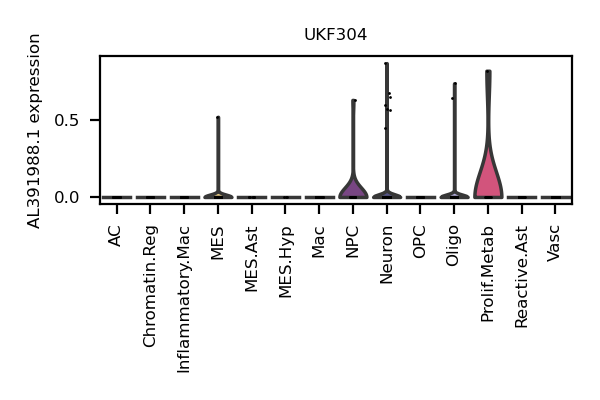 UKF304
AL391988.1 expression
0.5
0.0
AC
Chromatin.Reg
Inflammatory.Mac
MES
MES.Ast
MES.Hyp
Mac
NPC
Neuron
OPC
Oligo
Prolif.Metab
Reactive.Ast
Vasc